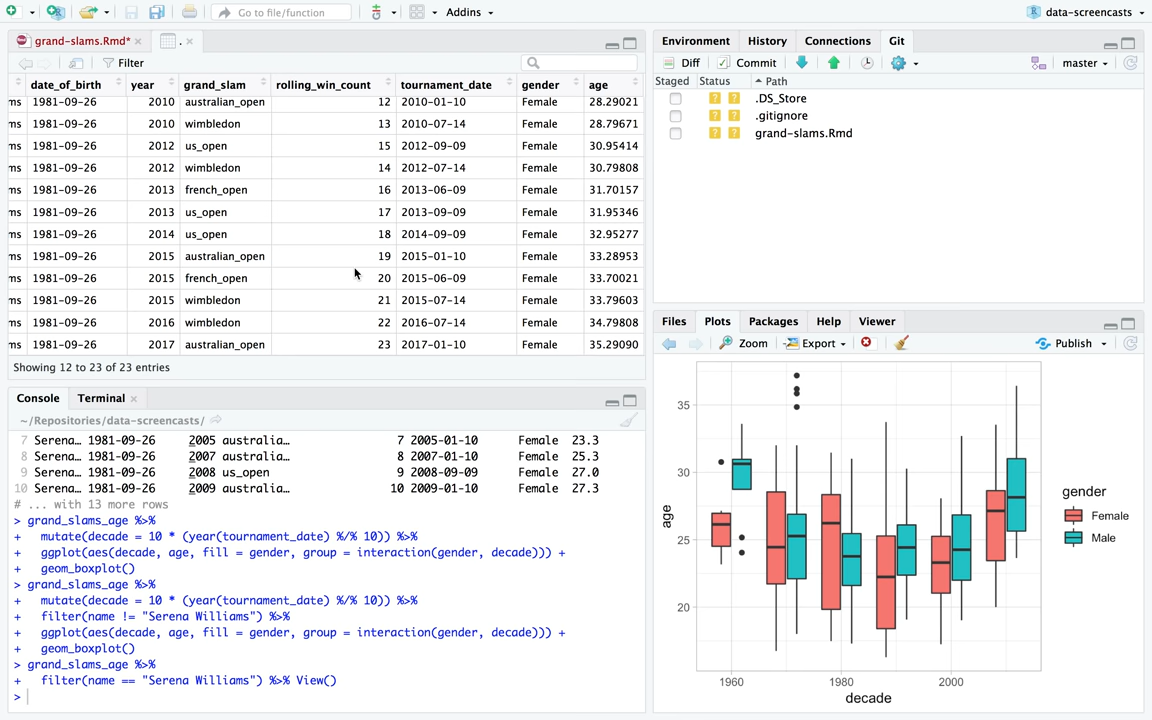 Go to file/function
Addins
data-screencasts
grand-slams.Rmd*
.
Filter
date_of_birth year grand_slam rolling_win_count tournament_date gender age
ms 1981-09-26 2010 australian_open 12 2010-01-10 Female 28.29021
ms 1981-09-26 2010 wimbledon 13 2010-07-14 Female 28.79671
ms 1981-09-26 2012 us_open 15 2012-09-09 Female 30.95414
ms 1981-09-26 2012 wimbledon 14 2012-07-14 Female 30.79808
ms 1981-09-26 2013 french_open 16 2013-06-09 Female 31.70157
ms 1981-09-26 2013 us_open 17 2013-09-09 Female 31.95346
ms 1981-09-26 2014 us_open 18 2014-09-09 Female 32.95277
ms 1981-09-26 2015 australian_open 19 2015-01-10 Female 33.28953
ms 1981-09-26 2015 french_open 20 2015-06-09 Female 33.70021
ms 1981-09-26 2015 wimbledon 21 2015-07-14 Female 33.79603
ms 1981-09-26 2016 wimbledon 22 2016-07-14 Female 34.79808
ms 1981-09-26 2017 australian_open 23 2017-01-10 Female 35.29090
Showing 12 to 23 of 23 entries
Console Terminal
~/Repositories/data-screencasts/
7 Serena… 1981-09-26 2005 australia… 7 2005-01-10 Female 23.3
8 Serena… 1981-09-26 2007 australia… 8 2007-01-10 Female 25.3
9 Serena… 1981-09-26 2008 us_open 9 2008-09-09 Female 27.0
10 Serena… 1981-09-26 2009 australia… 10 2009-01-10 Female 27.3
# ... with 13 more rows
> grand_slams_age %>%
+ mutate(decade = 10 * (year(tournament_date) %/% 10)) %>%
+ ggplot(aes(decade, age, fill = gender, group = interaction(gender, decade))) +
+ geom_boxplot()
> grand_slams_age %>%
+ mutate(decade = 10 * (year(tournament_date) %/% 10)) %>%
+ filter(name != "Serena Williams") %>%
+ ggplot(aes(decade, age, fill = gender, group = interaction(gender, decade))) +
+ geom_boxplot()
> grand_slams_age %>%
+ filter(name == "Serena Williams") %>% View()
>
Environment History Connections Git
Diff Commit master
Staged Status Path
? ? .DS_Store
? ? .gitignore
? ? grand-slams.Rmd
Files Plots Packages Help Viewer
Zoom Export Publish
35
30
25
20
age
1960 1980 2000
decade
gender
Female
Male